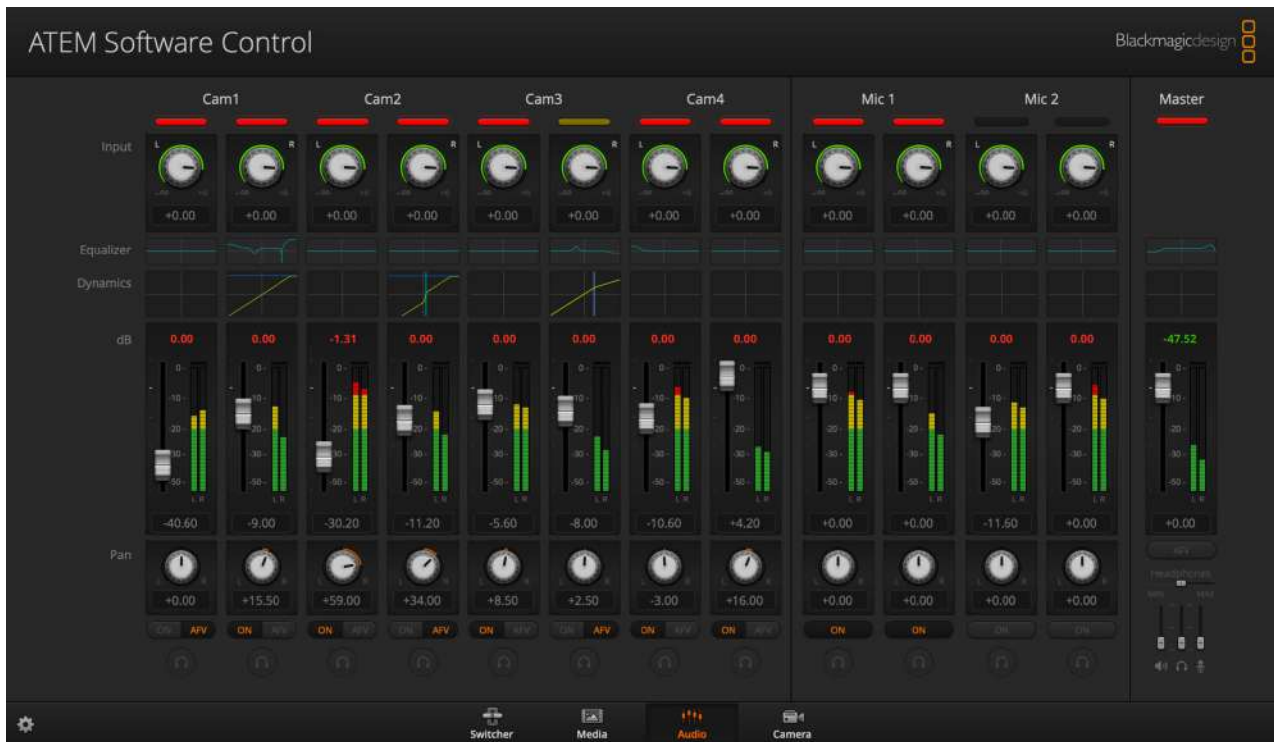 ATEM Software Control
Blackmagicdesign
Cam1 Cam2 Cam3 Cam4 Mic 1 Mic 2 Master
Input
L R L R L R L R L R L R
+0.00 +0.00 +0.00 +0.00 +0.00 +0.00 +0.00 +0.00 +0.00 +0.00 +0.00 +0.00
Equalizer
Dynamics
dB 0.00 0.00 -1.31 0.00 0.00 0.00 0.00 0.00 0.00 0.00 0.00 0.00 -47.52
-40.60 -9.00 -30.20 -11.20 -5.60 -8.00 -10.60 +4.20 +0.00 +0.00 -11.60 +0.00 +0.00
Pan
AFV
+0.00 +15.50 +59.00 +34.00 +8.50 +2.50 -3.00 +16.00 +0.00 +0.00 +0.00 +0.00
headphones
ON AFV ON AFV ON AFV ON AFV ON AFV ON AFV ON AFV ON AFV ON ON ON ON
Switcher Media Audio Camera